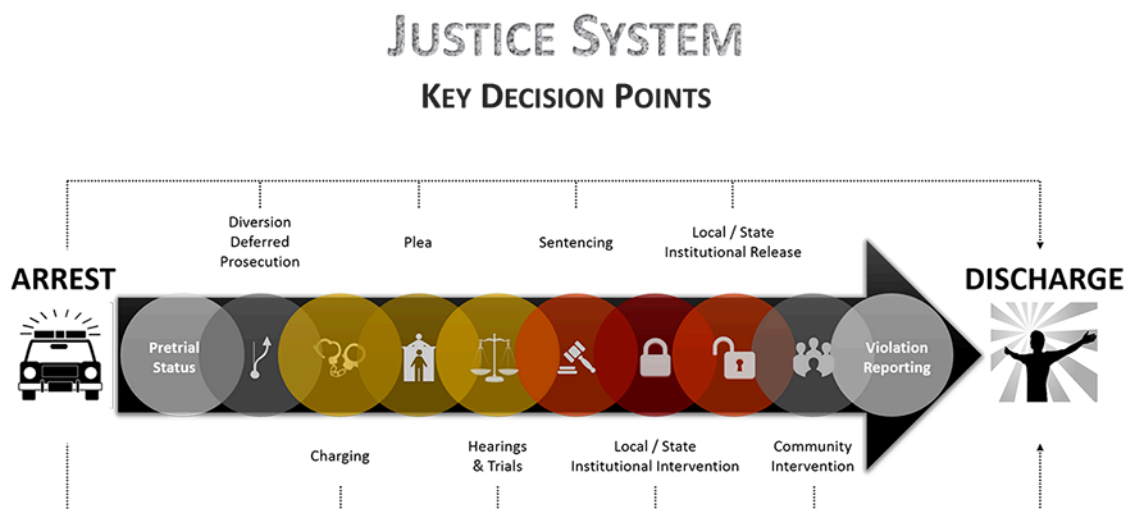 JUSTICE SYSTEM
KEY DECISION POINTS
Diversion
Deferred
Prosecution
Plea
Sentencing
Local / State
Institutional Release
ARREST
DISCHARGE
Pretrial
Status
Violation
Reporting
Charging
Hearings
& Trials
Local / State
Institutional Intervention
Community
Intervention